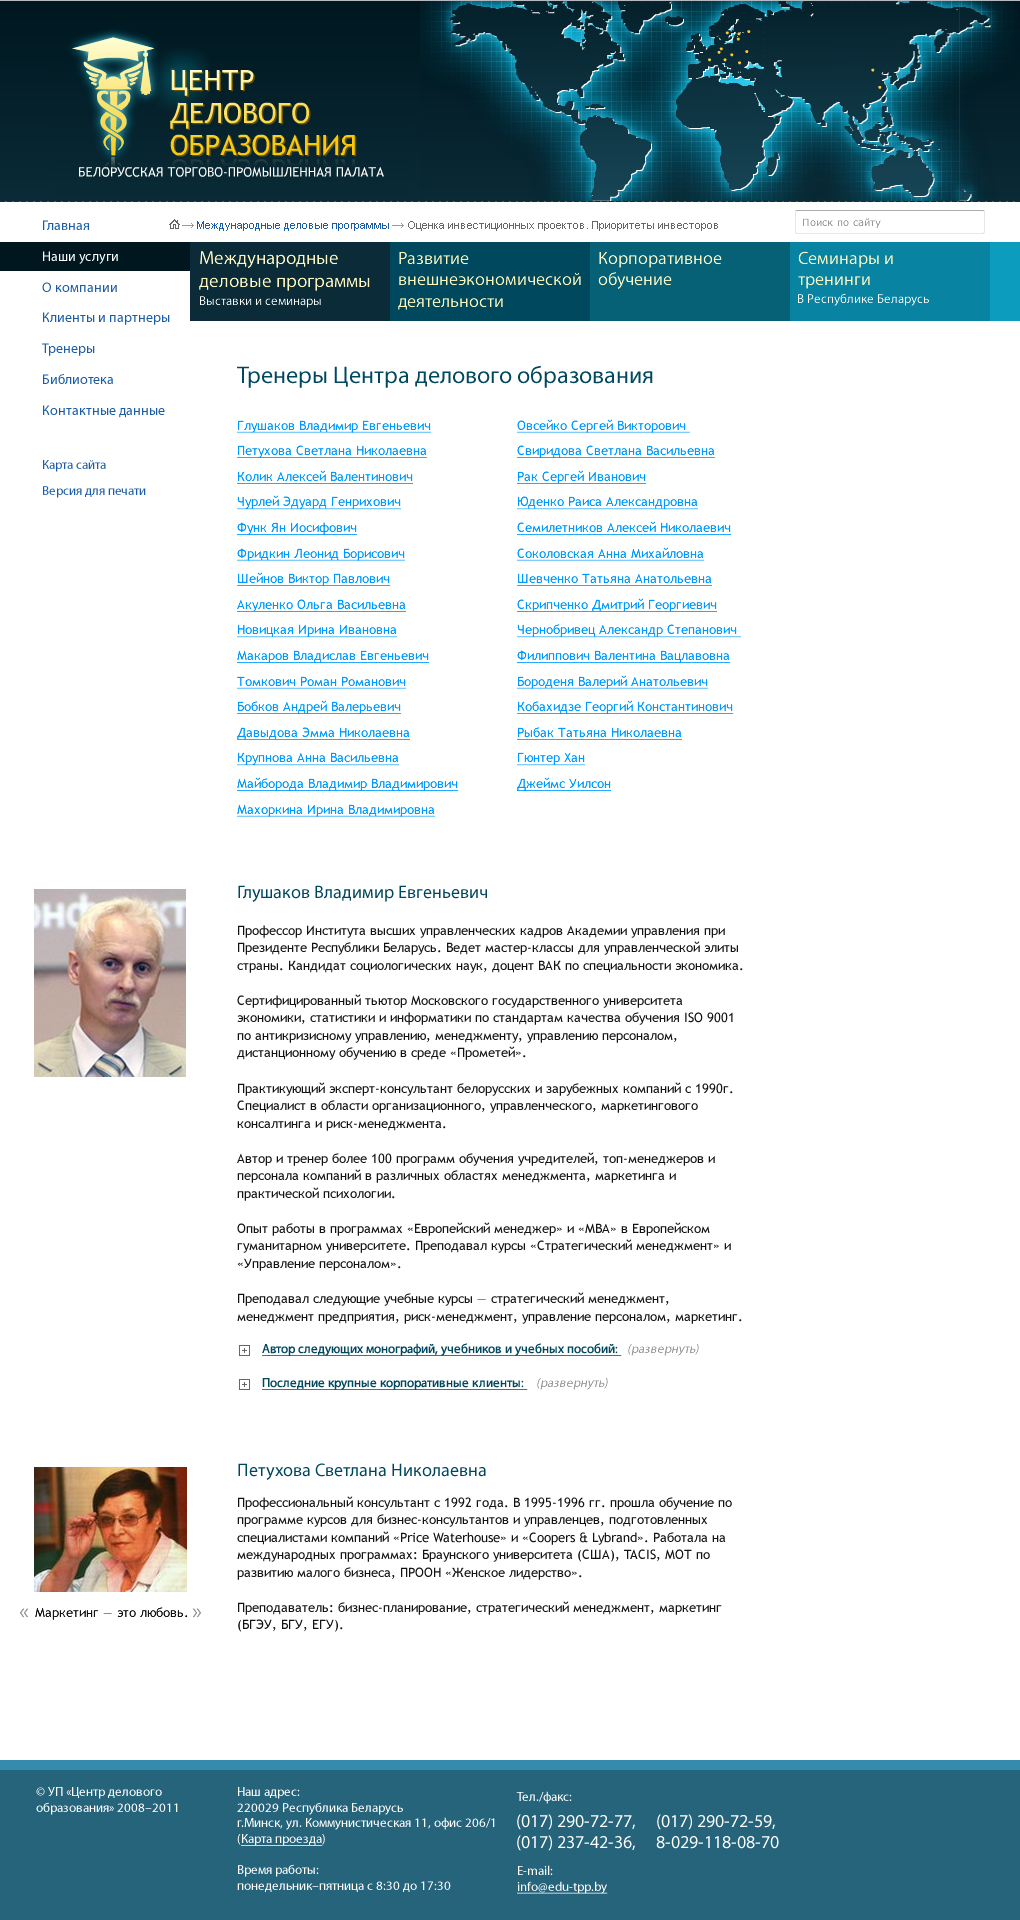 ЦЕНТР
ДЕЛОВОГО
ОБРАЗОВАНИЯ
БЕЛОРУССКАЯ ТОРГОВО-ПРОМЫШЛЕННАЯ ПАЛАТА
Главная
Международные деловые программы → Оценка инвестиционных проектов. Приоритеты инвесторов
Поиск по сайту
Наши услуги
О компании
Клиенты и партнеры
Тренеры
Библиотека
Контактные данные
Карта сайта
Версия для печати
Международные
деловые программы
Выставки и семинары
Развитие
внешнеэкономической
деятельности
Корпоративное
обучение
Семинары и
тренинги
В Республике Беларусь
Тренеры Центра делового образования
Глушаков Владимир Евгеньевич
Петухова Светлана Николаевна
Колик Алексей Валентинович
Чурлей Эдуард Генрихович
Функ Ян Иосифович
Фридкин Леонид Борисович
Шейнов Виктор Павлович
Акуленко Ольга Васильевна
Новицкая Ирина Ивановна
Макаров Владислав Евгеньевич
Томкович Роман Романович
Бобков Андрей Валерьевич
Давыдова Эмма Николаевна
Крупнова Анна Васильевна
Майборода Владимир Владимирович
Махоркина Ирина Владимировна
Овсейко Сергей Викторович
Свиридова Светлана Васильевна
Рак Сергей Иванович
Юденко Раиса Александровна
Семилетников Алексей Николаевич
Соколовская Анна Михайловна
Шевченко Татьяна Анатольевна
Скрипченко Дмитрий Георгиевич
Чернобривец Александр Степанович
Филиппович Валентина Вацлавовна
Бороденя Валерий Анатольевич
Кобахидзе Георгий Константинович
Рыбак Татьяна Николаевна
Гюнтер Хан
Джеймс Уилсон
онфликт
Глушаков Владимир Евгеньевич
Профессор Института высших управленческих кадров Академии управления при
Президенте Республики Беларусь. Ведет мастер-классы для управленческой элиты
страны. Кандидат социологических наук, доцент ВАК по специальности экономика.
Сертифицированный тьютор Московского государственного университета
экономики, статистики и информатики по стандартам качества обучения ISO 9001
по антикризисному управлению, менеджменту, управлению персоналом,
дистанционному обучению в среде «Прометей».
Практикующий эксперт-консультант белорусских и зарубежных компаний с 1990г.
Специалист в области организационного, управленческого, маркетингового
консалтинга и риск-менеджмента.
Автор и тренер более 100 программ обучения учредителей, топ-менеджеров и
персонала компаний в различных областях менеджмента, маркетинга и
практической психологии.
Опыт работы в программах «Европейский менеджер» и «МВА» в Европейском
гуманитарном университете. Преподавал курсы «Стратегический менеджмент» и
«Управление персоналом».
Преподавал следующие учебные курсы — стратегический менеджмент,
менеджмент предприятия, риск-менеджмент, управление персоналом, маркетинг.
Автор следующих монографий, учебников и учебных пособий: (развернуть)
Последние крупные корпоративные клиенты: (развернуть)
Петухова Светлана Николаевна
Профессиональный консультант с 1992 года. В 1995-1996 гг. прошла обучение по
программе курсов для бизнес-консультантов и управленцев, подготовленных
специалистами компаний «Price Waterhouse» и «Coopers & Lybrand». Работала на
международных программах: Браунского университета (США), TACIS, МОТ по
развитию малого бизнеса, ПРООН «Женское лидерство».
Преподаватель: бизнес-планирование, стратегический менеджмент, маркетинг
(БГЭУ, БГУ, ЕГУ).
« Маркетинг — это любовь. »
© УП «Центр делового
образования» 2008–2011
Наш адрес:
220029 Республика Беларусь
г.Минск, ул. Коммунистическая 11, офис 206/1
(Карта проезда)
Время работы:
понедельник–пятница с 8:30 до 17:30
Тел./факс:
(017) 290-72-77, (017) 290-72-59,
(017) 237-42-36, 8-029-118-08-70
E-mail:
info@edu-tpp.by